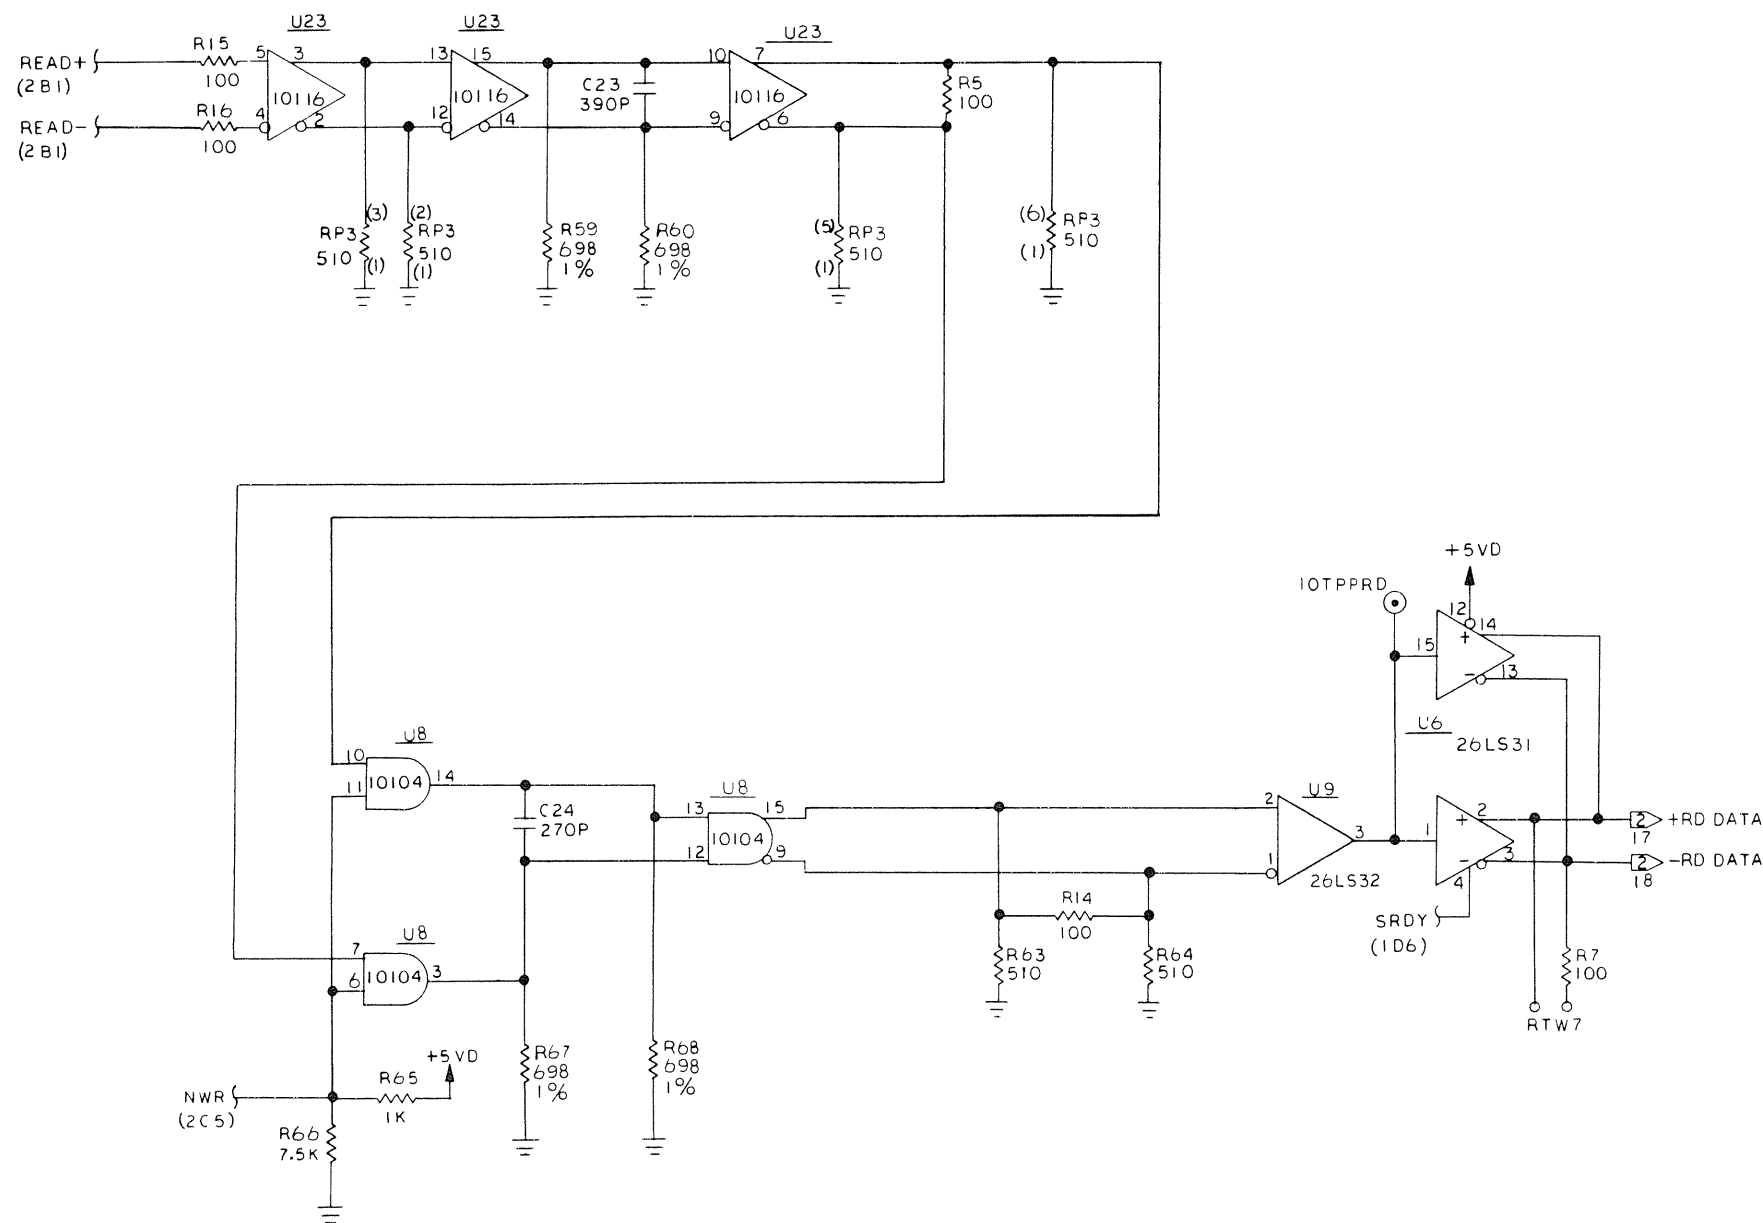 U23
U23
U23
READ+
(2B1)
R15
100
5
3
13
15
10
7
R5
100
10116
10116
C23
390P
10116
READ-
(2B1)
R16
100
4
2
12
14
9
6
(3)
RP3
510
(1)
(2)
RP3
510
(1)
R59
698
1%
R60
698
1%
(5)
RP3
510
(1)
(6)
RP3
510
(1)
+5VD
10TPPRD
12
14
15
+
-
13
U6
26LS31
U8
10
11
10104
14
C24
270P
U8
13
15
12
9
10104
U9
2
3
1
26LS32
1
+
2
-
3
4
2
17
+RD DATA
2
18
-RD DATA
SRDY
(1D6)
R14
100
R63
510
R64
510
R7
100
RTW7
U8
7
6
10104
3
R67
698
1%
R68
698
1%
+5VD
R65
1K
NWR
(2C5)
R66
7.5K